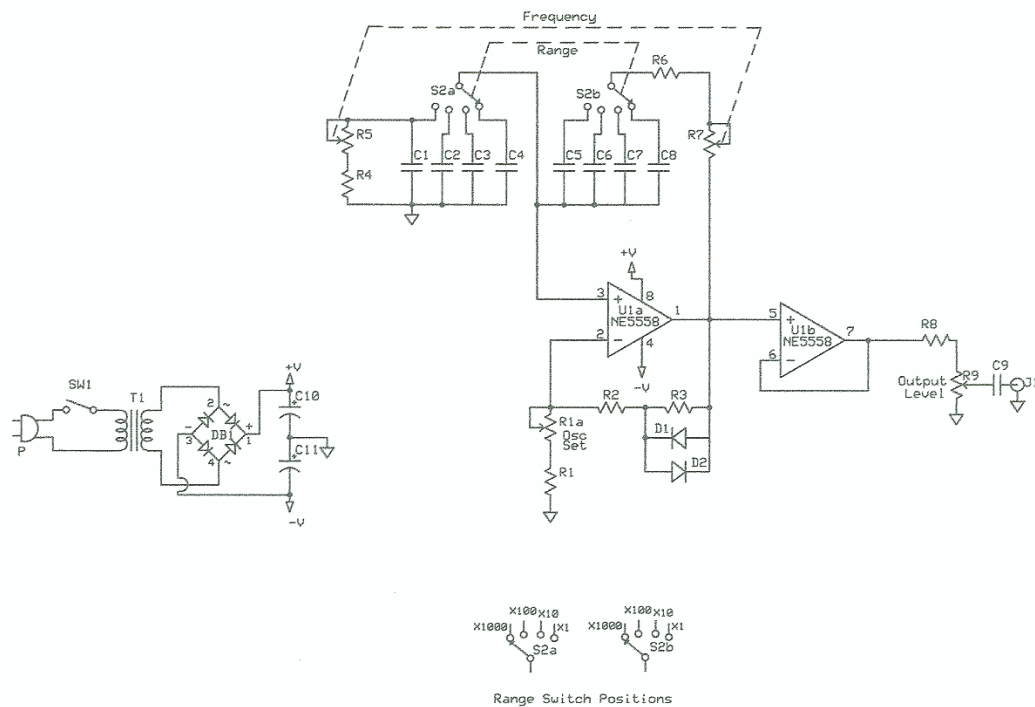 Frequency
Range
R6
S2a
S2b
R5
R7
C1
C2
C3
C4
C5
C6
C7
C8
R4
+V
3
+
8
1
U1a
NE5558
2
−
4
-V
5
+
7
U1b
NE5558
6
−
R8
R9
C9
J1
Output
Level
R2
R3
R1a
Osc
Set
D1
D2
R1
+V
SW1
T1
C10
2
~
-
+
3
DB1
1
C11
4
~
P
-V
X1000
X100
X10
X1
S2a
X1000
X100
X10
X1
S2b
Range Switch Positions